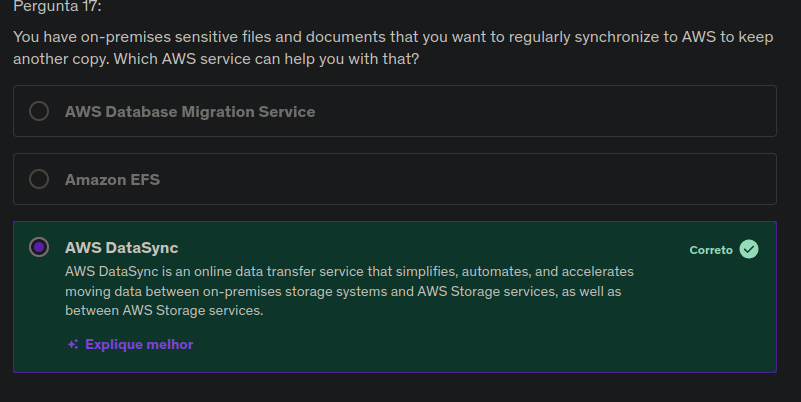 Pergunta 17:
You have on-premises sensitive files and documents that you want to regularly synchronize to AWS to keep
another copy. Which AWS service can help you with that?
AWS Database Migration Service
Amazon EFS
AWS DataSync
Correto
AWS DataSync is an online data transfer service that simplifies, automates, and accelerates
moving data between on-premises storage systems and AWS Storage services, as well as
between AWS Storage services.
Explique melhor